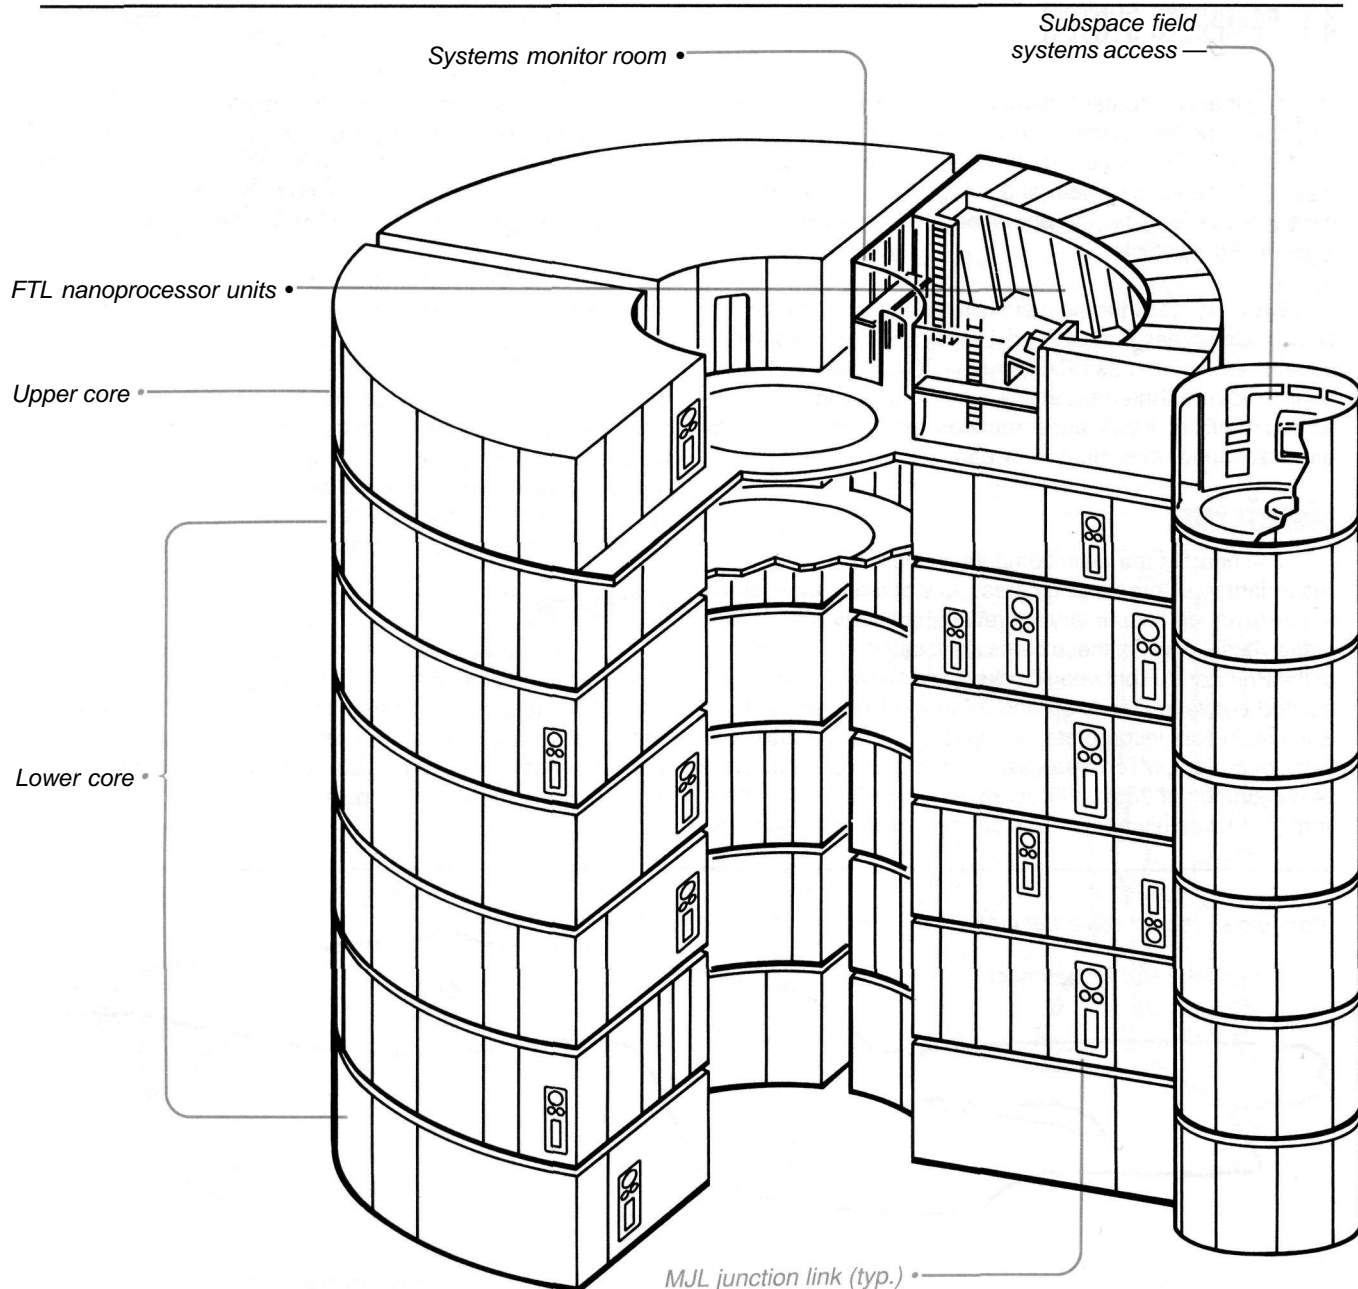 Subspace field
systems access
Systems monitor room •
FTL nanoprocessor units •
Upper core •
Lower core •
MJL junction link (typ.) •